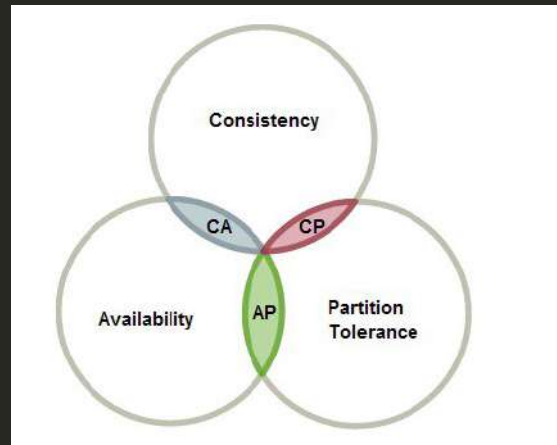 Consistency
CA
CP
Availability
AP
Partition
Tolerance